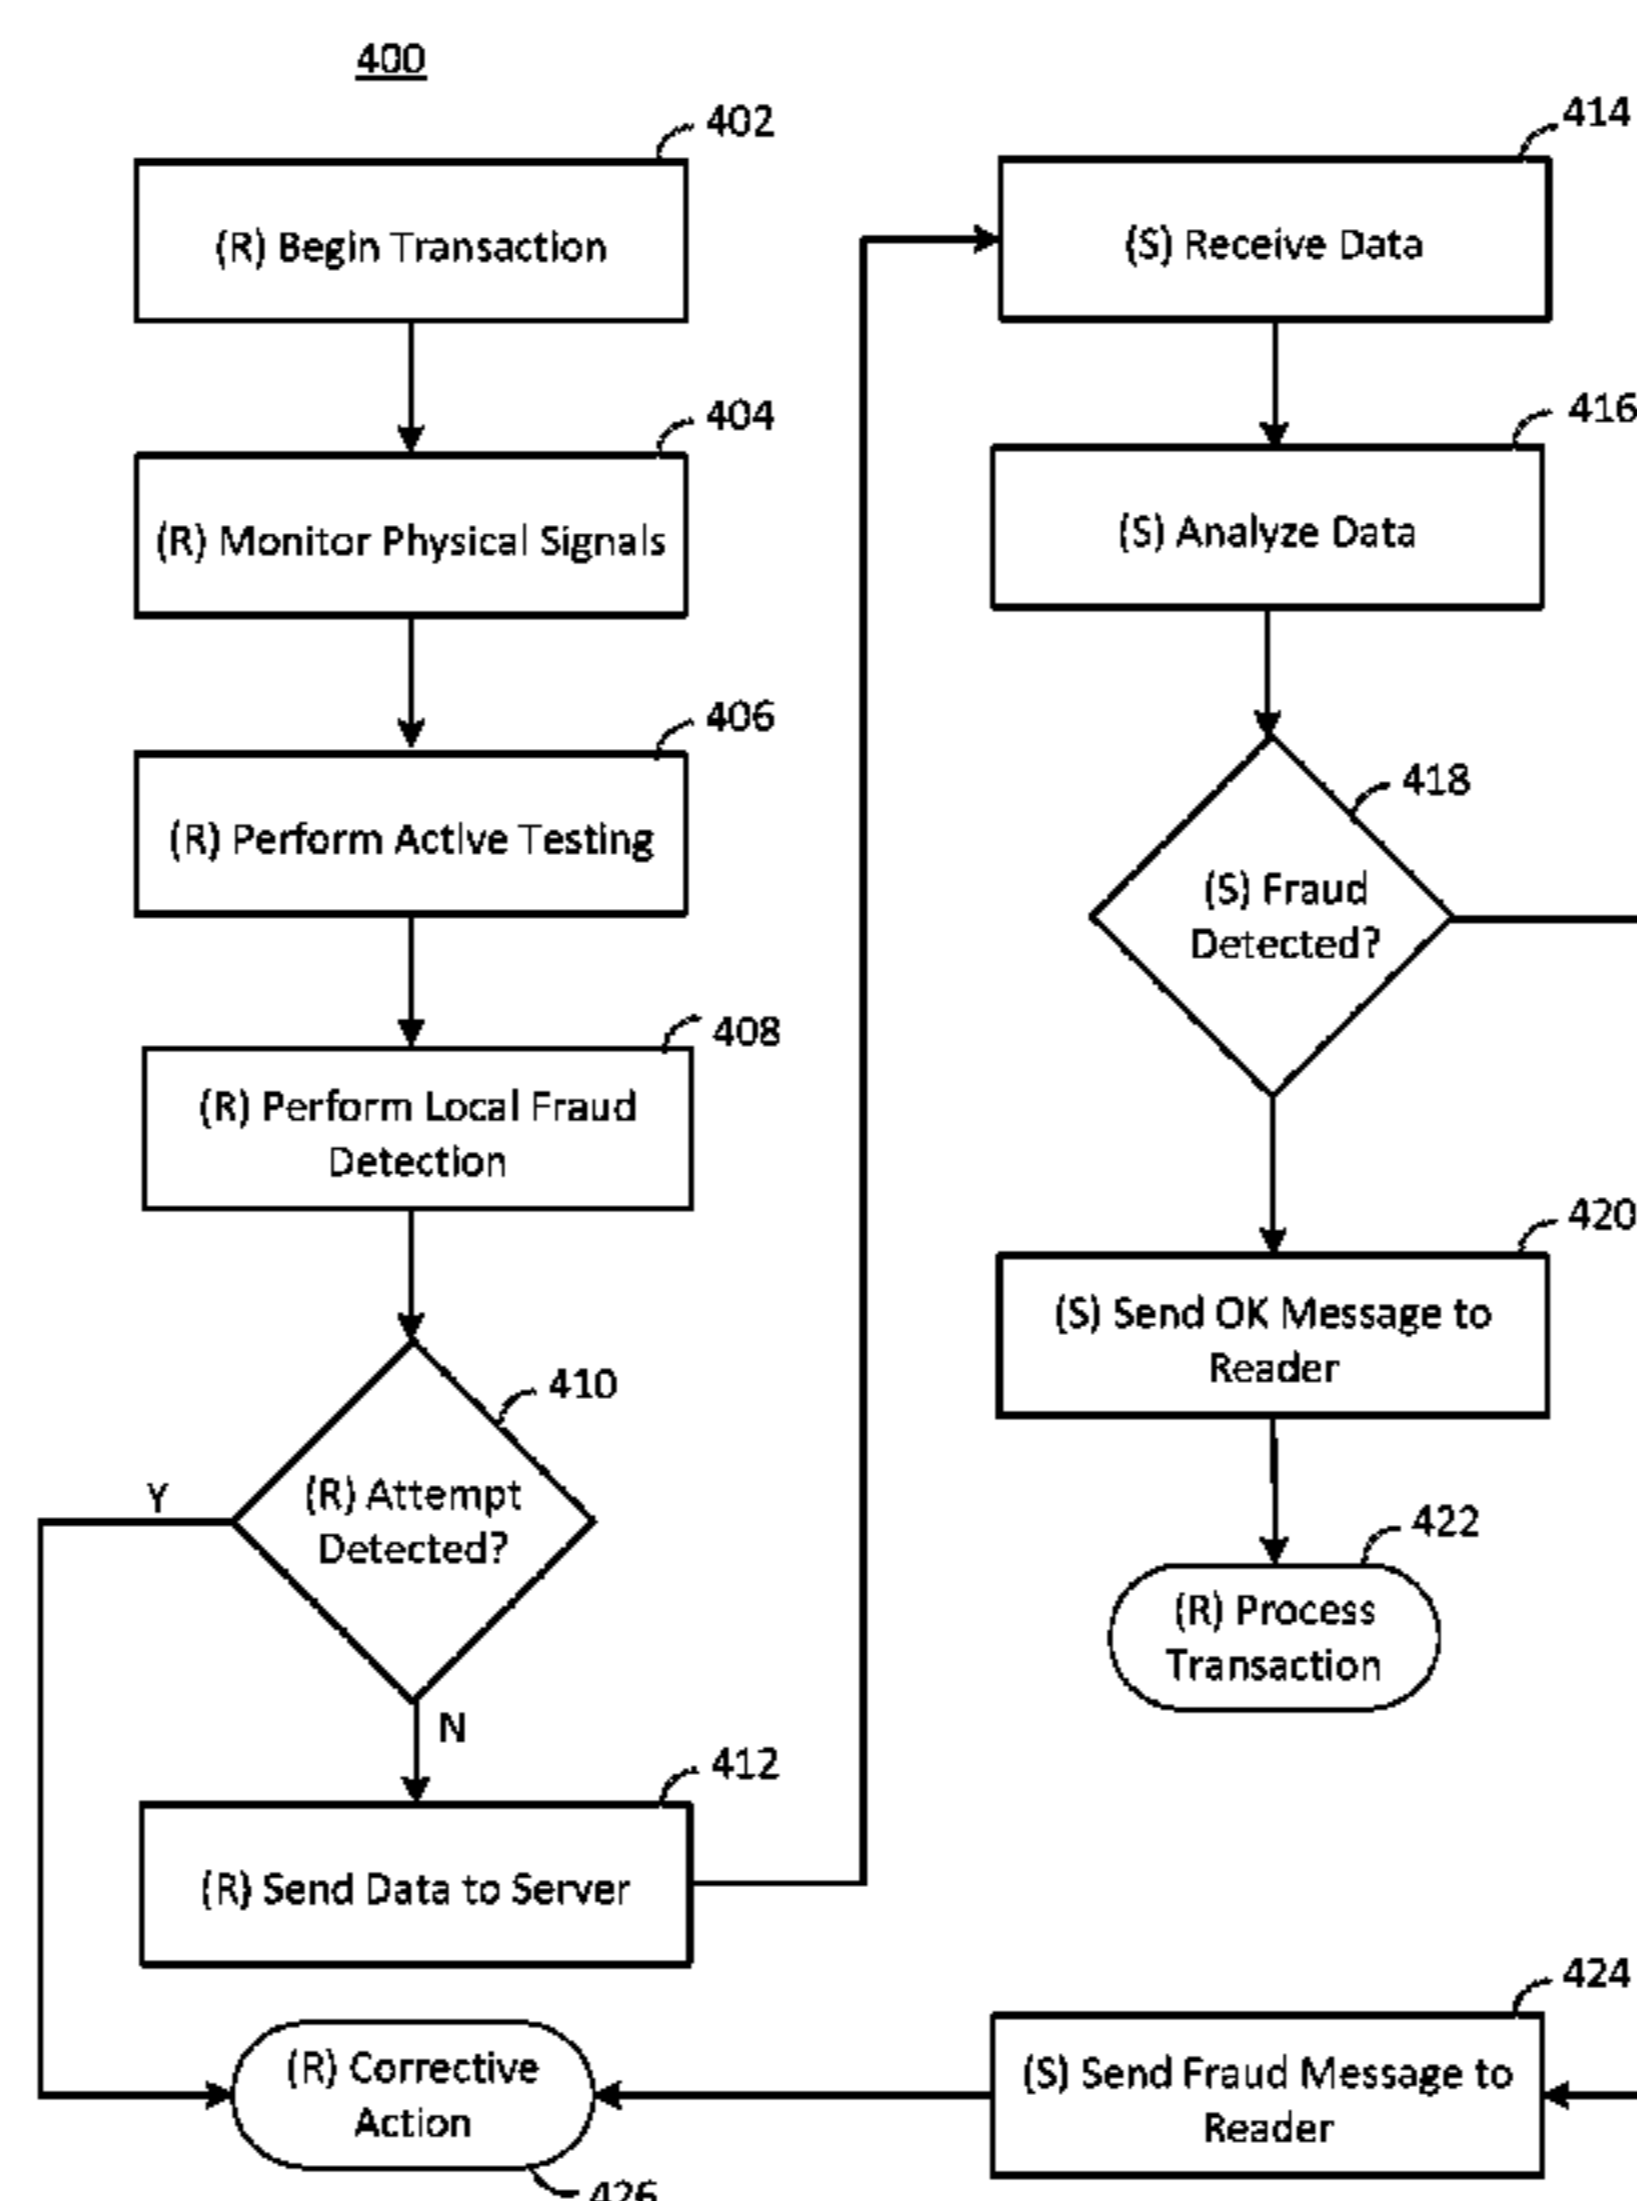 400
402
(R) Begin Transaction
404
(R) Monitor Physical Signals
406
(R) Perform Active Testing
408
(R) Perform Local Fraud
Detection
410
(R) Attempt
Detected?
Y
N
412
(R) Send Data to Server
414
(S) Receive Data
416
(S) Analyze Data
418
(S) Fraud
Detected?
420
(S) Send OK Message to
Reader
422
(R) Process
Transaction
424
(S) Send Fraud Message to
Reader
(R) Corrective
Action
426